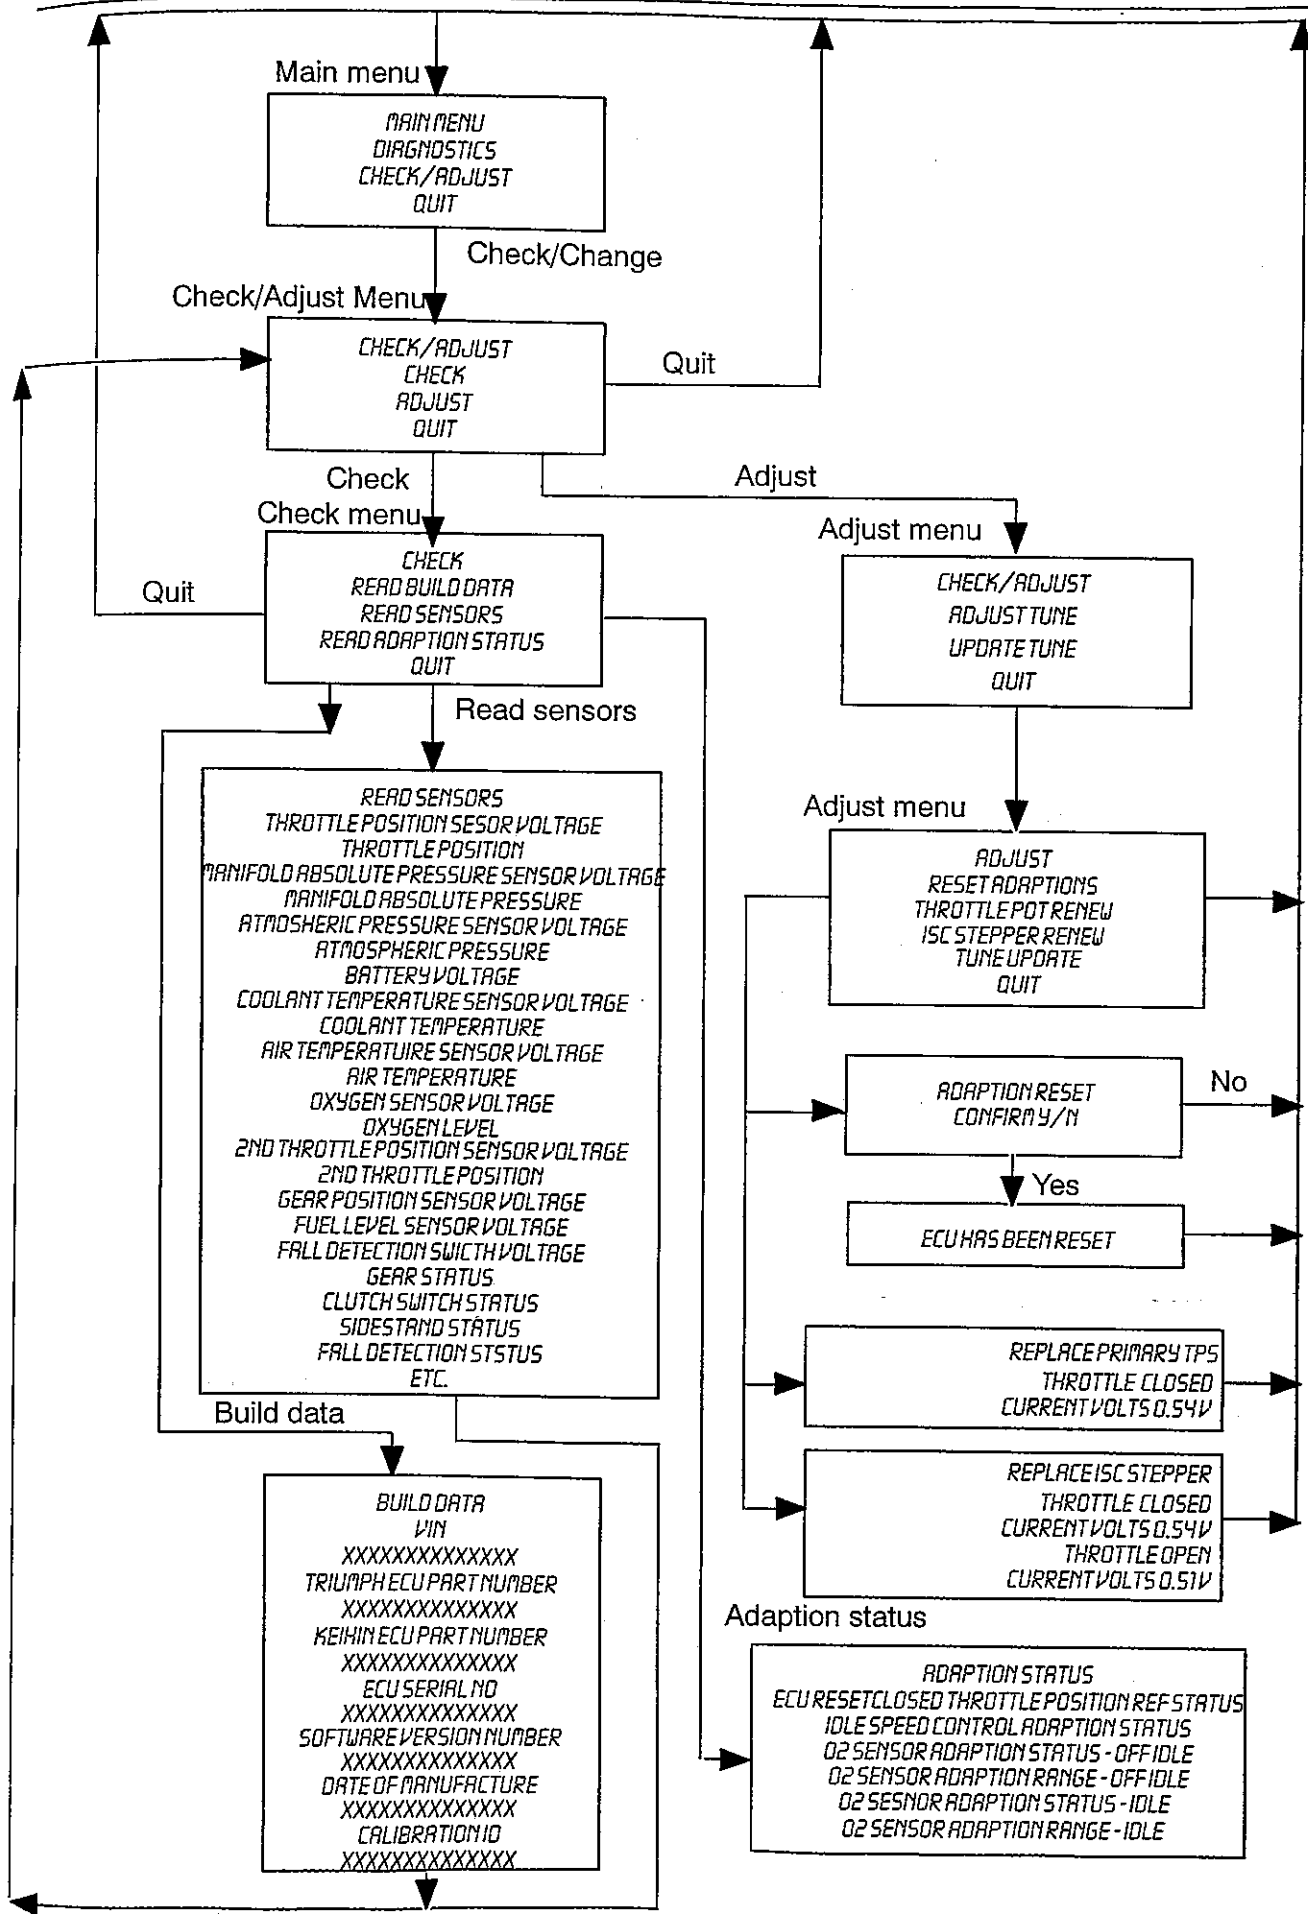 Main menu
MAIN MENU
DIAGNOSTICS
CHECK/ADJUST
QUIT
Check/Change
Check/Adjust Menu
CHECK/ADJUST
CHECK
ADJUST
QUIT
Quit
Check
Adjust
Check menu
CHECK
READ BUILD DATA
READ SENSORS
READ ADAPTION STATUS
QUIT
Quit
Adjust menu
CHECK/ADJUST
ADJUST TUNE
UPDATE TUNE
QUIT
Read sensors
READ SENSORS
THROTTLE POSITION SESOR VOLTAGE
THROTTLE POSITION
MANIFOLD ABSOLUTE PRESSURE SENSOR VOLTAGE
MANIFOLD ABSOLUTE PRESSURE
ATMOSHERIC PRESSURE SENSOR VOLTAGE
ATMOSPHERIC PRESSURE
BATTERY VOLTAGE
COOLANT TEMPERATURE SENSOR VOLTAGE
COOLANT TEMPERATURE
AIR TEMPERATUIRE SENSOR VOLTAGE
AIR TEMPERATURE
OXYGEN SENSOR VOLTAGE
OXYGEN LEVEL
2ND THROTTLE POSITION SENSOR VOLTAGE
2ND THROTTLE POSITION
GEAR POSITION SENSOR VOLTAGE
FUEL LEVEL SENSOR VOLTAGE
FALL DETECTION SWICTH VOLTAGE
GEAR STATUS
CLUTCH SWITCH STATUS
SIDESTAND STATUS
FALL DETECTION STSTUS
ETC.
Adjust menu
ADJUST
RESET ADAPTIONS
THROTTLE POT RENEW
ISC STEPPER RENEW
TUNE UPDATE
QUIT
ADAPTION RESET
CONFIRM Y/N
No
Yes
ECU HAS BEEN RESET
REPLACE PRIMARY TPS
THROTTLE CLOSED
CURRENT VOLTS 0.54V
REPLACE ISC STEPPER
THROTTLE CLOSED
CURRENT VOLTS 0.54V
THROTTLE OPEN
CURRENT VOLTS 0.51V
Build data
BUILD DATA
VIN
XXXXXXXXXXXXXX
TRIUMPH ECU PART NUMBER
XXXXXXXXXXXXXX
KEIHIN ECU PART NUMBER
XXXXXXXXXXXXXX
ECU SERIAL NO
XXXXXXXXXXXXXX
SOFTWARE VERSION NUMBER
XXXXXXXXXXXXXX
DATE OF MANUFACTURE
XXXXXXXXXXXXXX
CALIBRATION ID
XXXXXXXXXXXXXX
Adaption status
ADAPTION STATUS
ECU RESETCLOSED THROTTLE POSITION REF STATUS
IDLE SPEED CONTROL ADAPTION STATUS
O2 SENSOR ADAPTION STATUS - OFF IDLE
O2 SENSOR ADAPTION RANGE - OFF IDLE
O2 SESNOR ADAPTION STATUS - IDLE
O2 SENSOR ADAPTION RANGE - IDLE